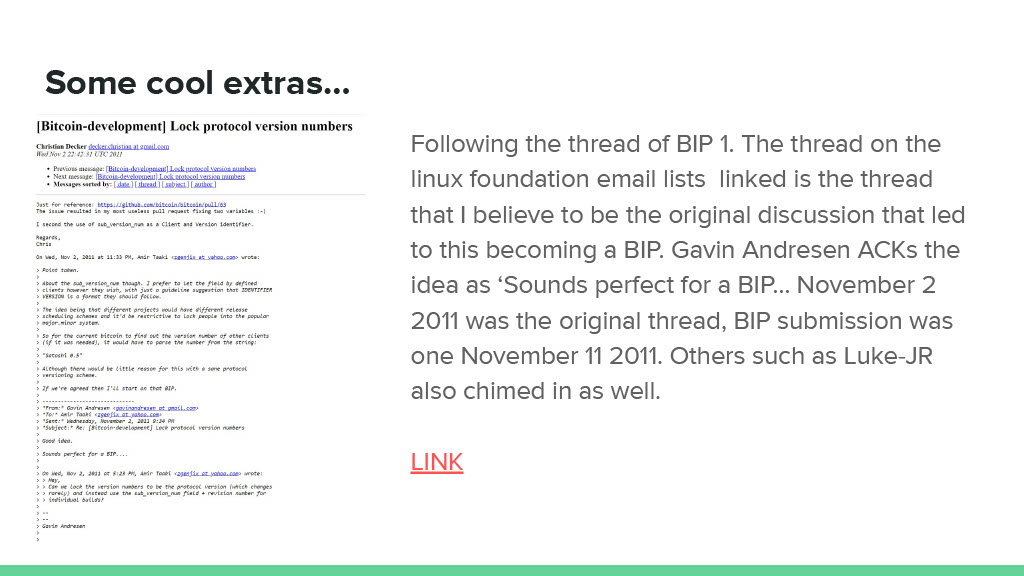 Some cool extras...
[Bitcoin-development] Lock protocol version numbers
Christian Decker decker.christian at gmail.com
Wed Nov 2 22:42:31 UTC 2011
• Previous message: [Bitcoin-development] Lock protocol version numbers
• Next message: [Bitcoin-development] Lock protocol version numbers
• Messages sorted by: [ date ] [ thread ] [ subject ] [ author ]
Just for reference: https://github.com/bitcoin/bitcoin/pull/63
The issue resulted in my most useless pull request fixing two variables :-)
I second the use of sub_version_num as a Client and Version identifier.
Regards,
Chris
On Wed, Nov 2, 2011 at 11:33 PM, Amir Taaki <zgenjix at yahoo.com> wrote:
> Point taken.
>
> About the sub_version_num though. I prefer to let the field by defined
> clients however they wish, with just a guideline suggestion that IDENTIFIER
> VERSION is a format they should follow.
>
> The idea being that different projects would have different release
> scheduling schemes and it'd be restrictive to lock people into the popular
> major.minor system.
>
> So for the current bitcoin to find out the version number of other clients
> (if it was needed), it would have to parse the number from the string:
>
> "Satoshi 0.5"
>
> Although there would be little reason for this with a sane protocol
> versioning scheme.
>
> If we're agreed then I'll start on that BIP.
>
> ------------------------------
> *From:* Gavin Andresen <gavinandresen at gmail.com>
> *To:* Amir Taaki <zgenjix at yahoo.com>
> *Sent:* Wednesday, November 2, 2011 9:34 PM
> *Subject:* Re: [Bitcoin-development] Lock protocol version numbers
>
> Good idea.
>
> Sounds perfect for a BIP....
>
>
> On Wed, Nov 2, 2011 at 5:23 PM, Amir Taaki <zgenjix at yahoo.com> wrote:
> > Hey,
> > Can we lock the version numbers to be the protocol version (which changes
> > rarely) and instead use the sub_version_num field + revision number for
> > individual builds?
>
> --
> --
> Gavin Andresen
>
>
Following the thread of BIP 1. The thread on the
linux foundation email lists linked is the thread
that I believe to be the original discussion that led
to this becoming a BIP. Gavin Andresen ACKs the
idea as ‘Sounds perfect for a BIP... November 2
2011 was the original thread, BIP submission was
one November 11 2011. Others such as Luke-JR
also chimed in as well.
LINK